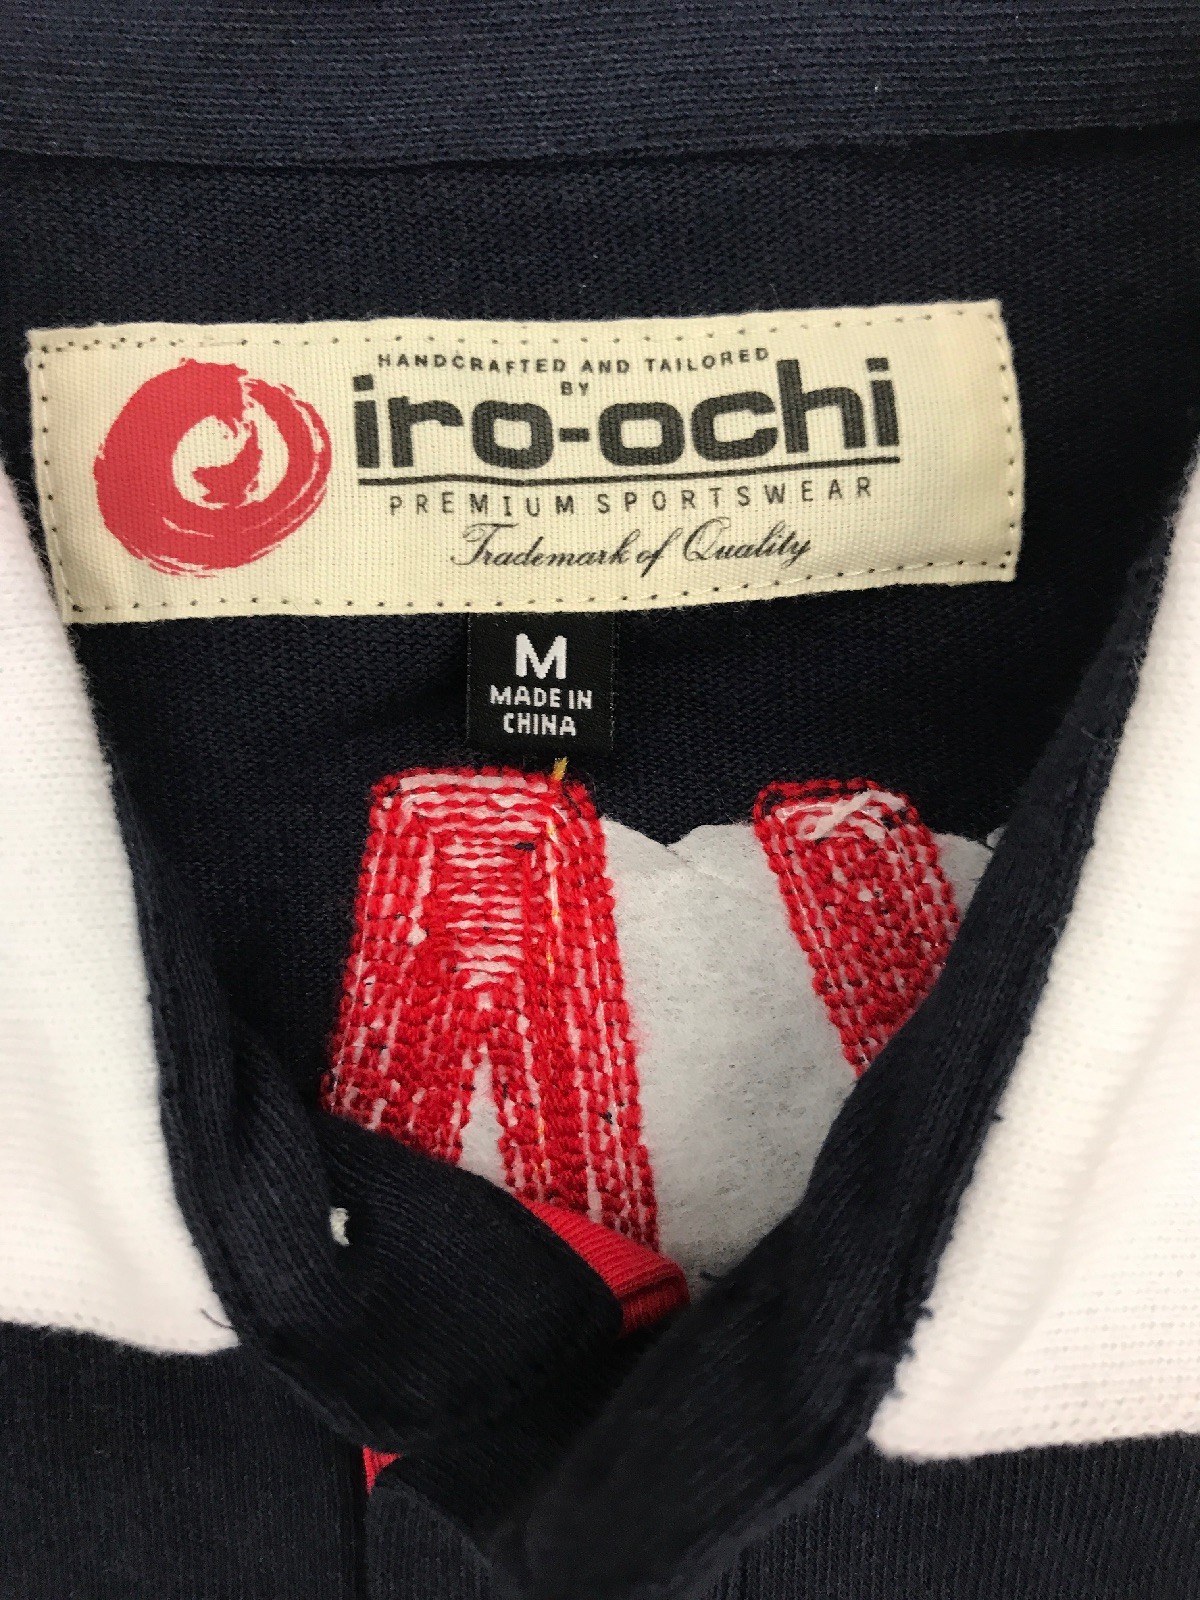 HANDCRAFTED AND TAILORED
BY
iro-ochi
PREMIUM SPORTSWEAR
Trademark of Quality
M
MADE IN
CHINA